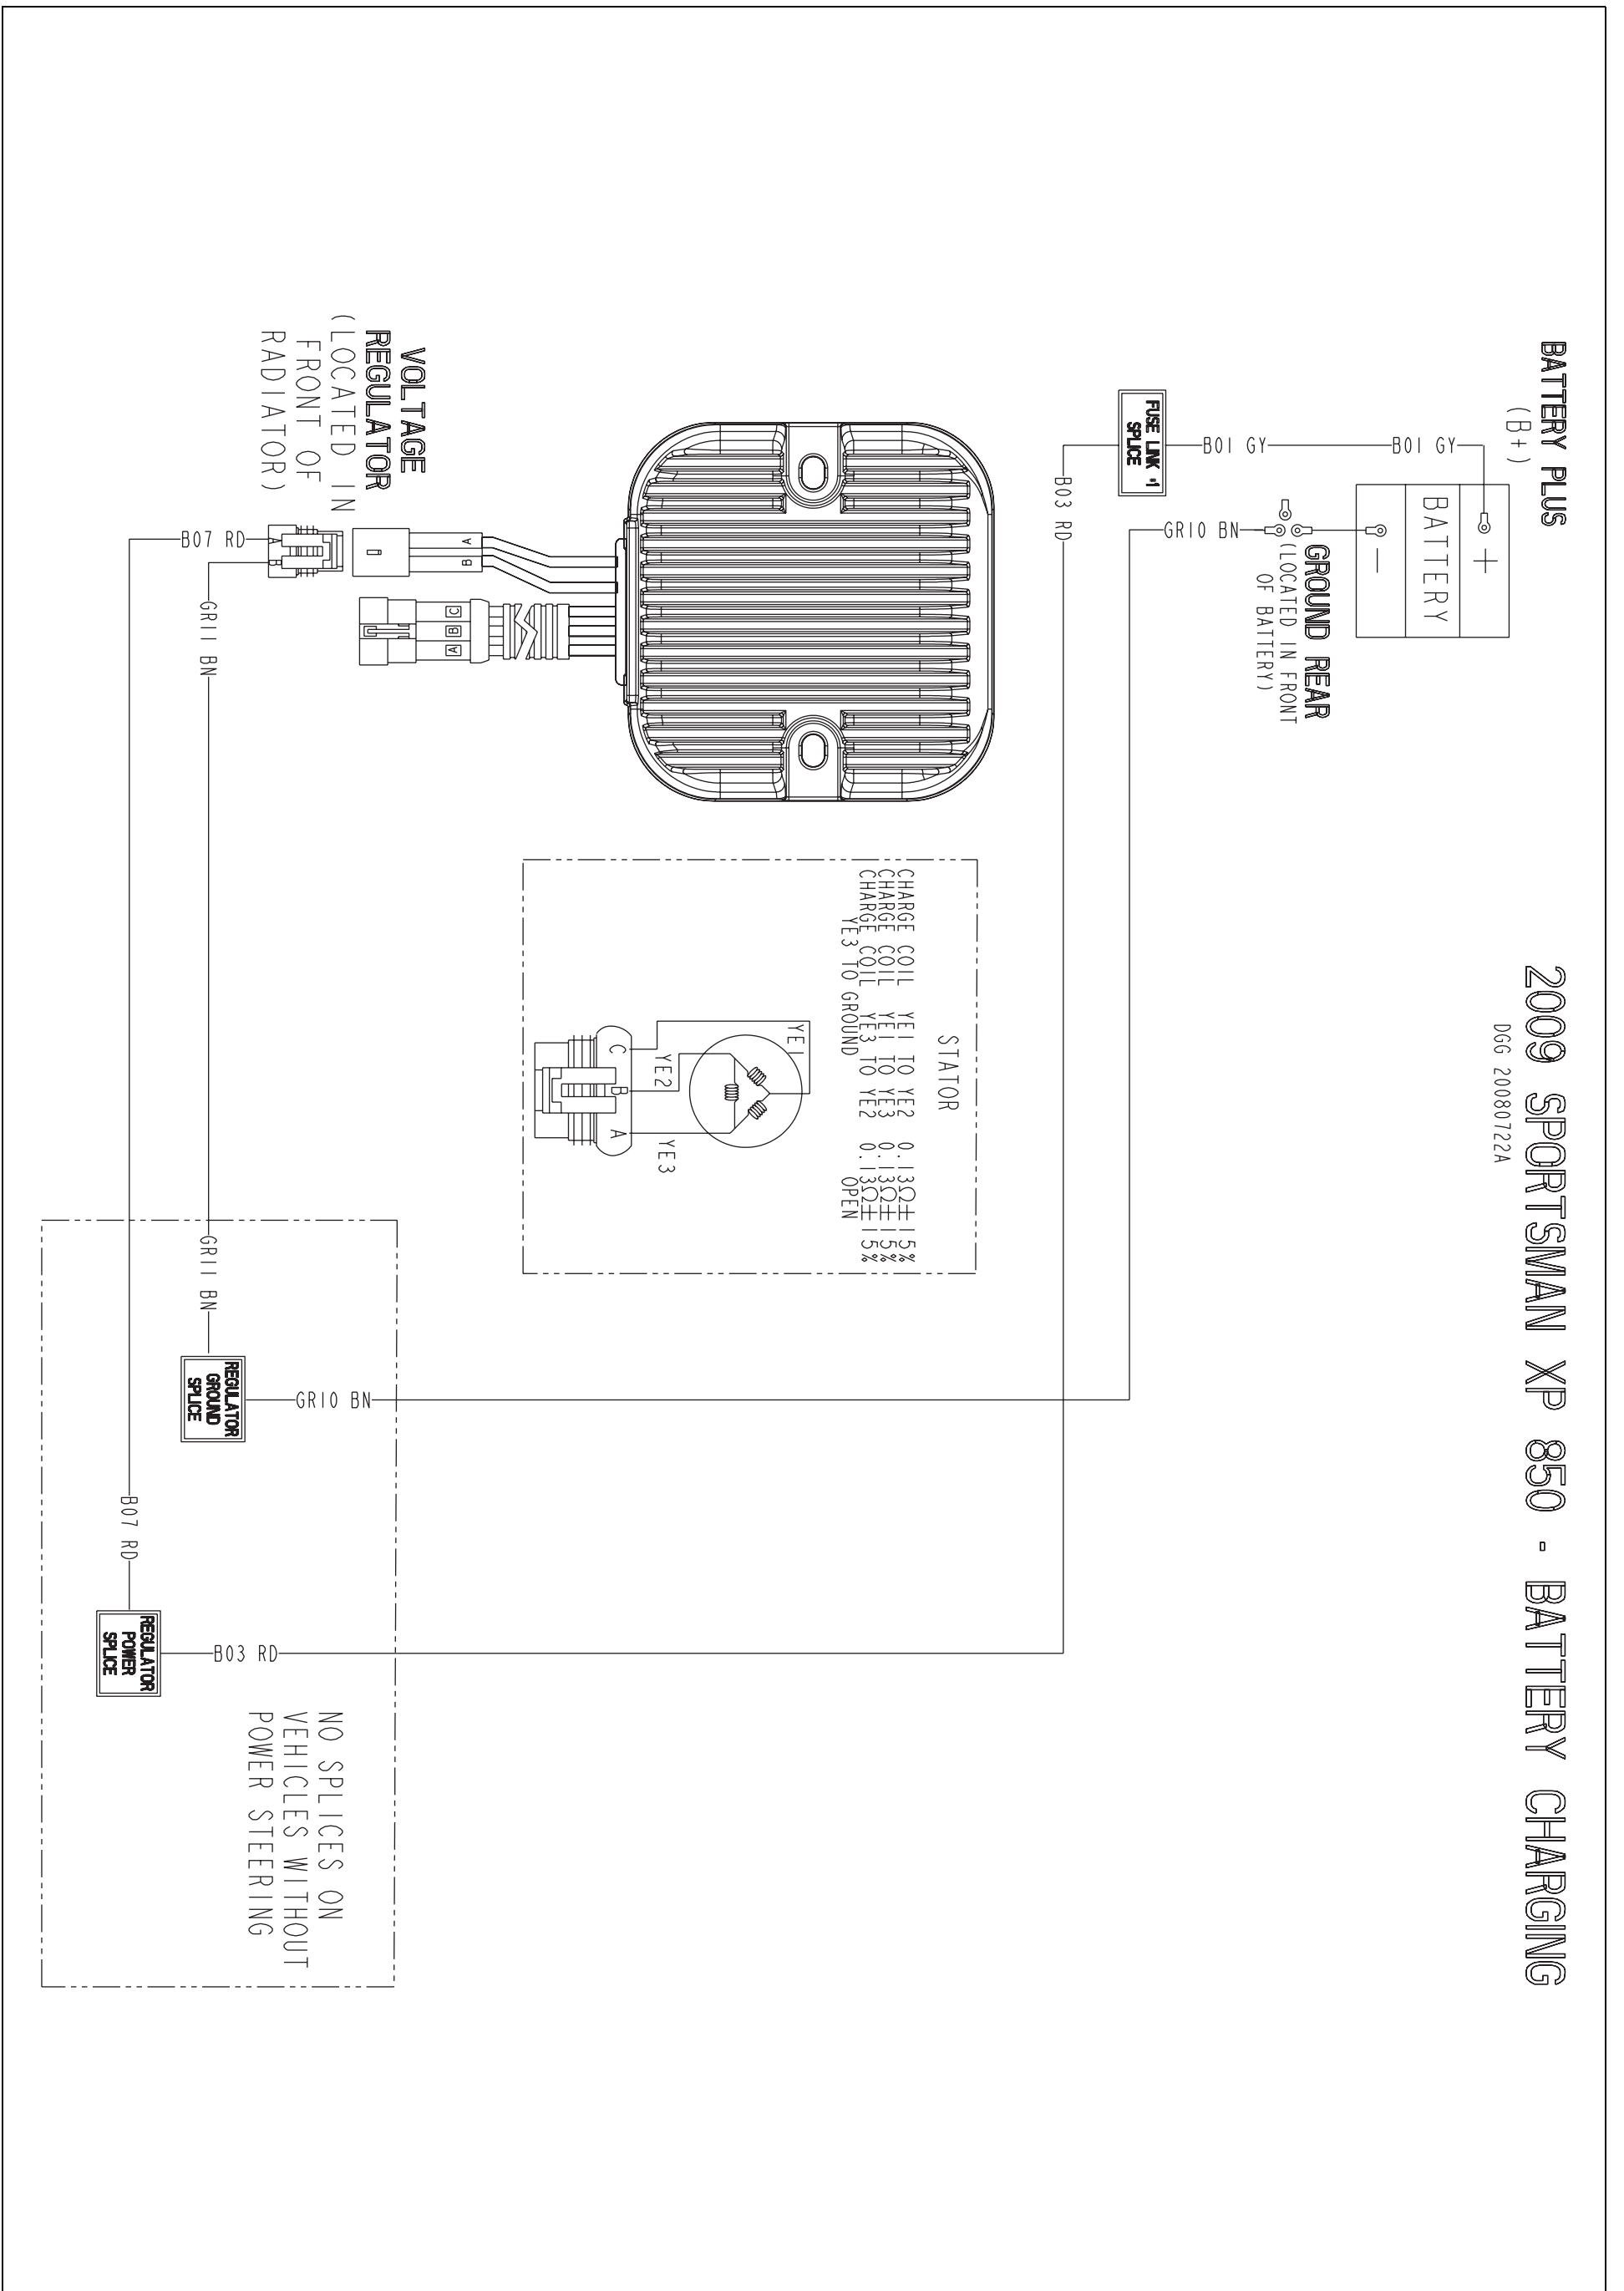 2009 SPORTSMAN XP 850 - BATTERY CHARGING
DGG 20080722A
BATTERY PLUS
(B+)
+
BATTERY
-
B01 GY
B01 GY
FUSE LINK #1
SPLICE
GROUND REAR
(LOCATED IN FRONT
OF BATTERY)
GR10 BN
B03 RD
STATOR
CHARGE COIL YE1 TO YE2 0.13Ω±15%
CHARGE COIL YE1 TO YE3 0.13Ω±15%
CHARGE COIL YE3 TO YE2 0.13Ω±15%
YE3 TO GROUND OPEN
YE1
YE2
YE3
C B A
VOLTAGE
REGULATOR
(LOCATED IN
FRONT OF
RADIATOR)
A B
C B A
A B
B07 RD
GR11 BN
GR11 BN
REGULATOR
GROUND
SPLICE
GR10 BN
B07 RD
REGULATOR
POWER
SPLICE
B03 RD
NO SPLICES ON
VEHICLES WITHOUT
POWER STEERING